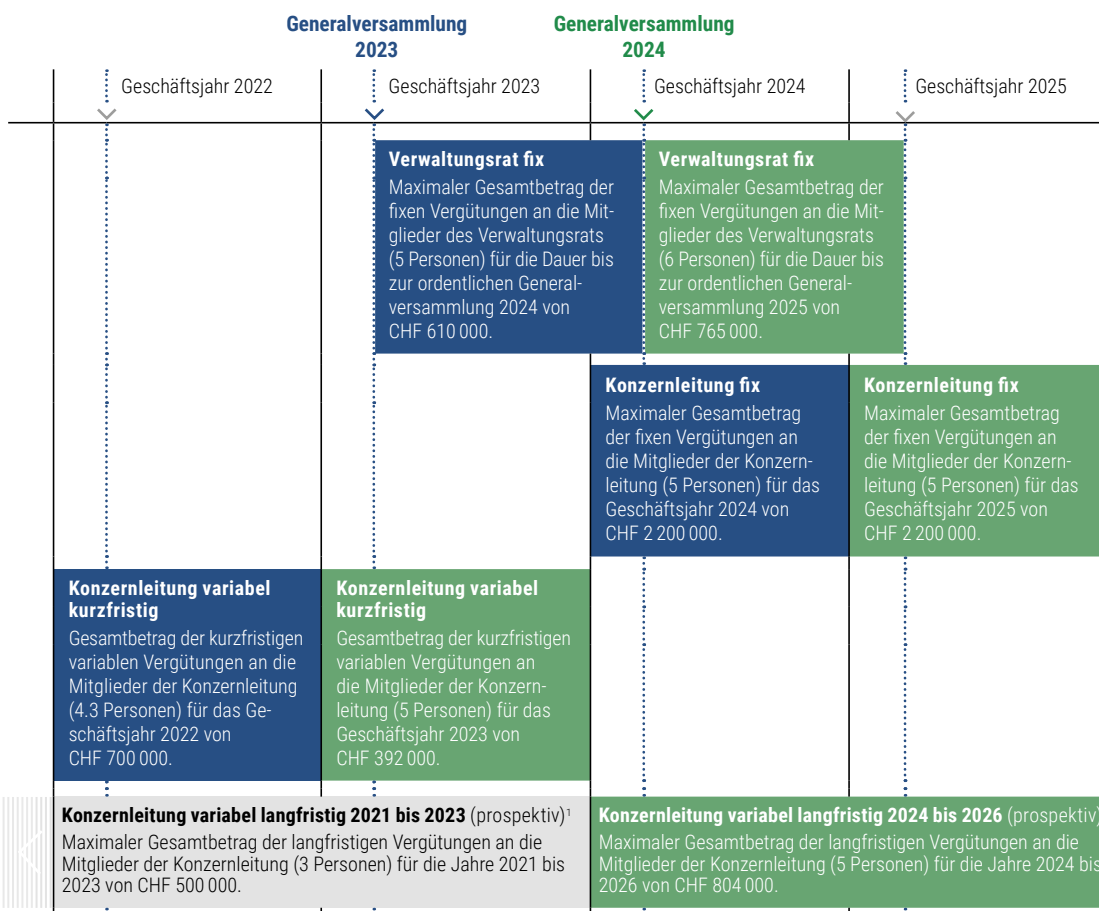 Generalversammlung
2023
Generalversammlung
2024
Geschäftsjahr 2022
Geschäftsjahr 2023
Geschäftsjahr 2024
Geschäftsjahr 2025
Verwaltungsrat fix
Maximaler Gesamtbetrag der
fixen Vergütungen an die Mit-
glieder des Verwaltungsrats
(5 Personen) für die Dauer bis
zur ordentlichen General-
versammlung 2024 von
CHF 610 000.
Verwaltungsrat fix
Maximaler Gesamtbetrag der
fixen Vergütungen an die Mit-
glieder des Verwaltungsrats
(6 Personen) für die Dauer bis
zur ordentlichen General-
versammlung 2025 von
CHF 765 000.
Konzernleitung fix
Maximaler Gesamtbetrag
der fixen Vergütungen an
die Mitglieder der Konzern-
leitung (5 Personen) für das
Geschäftsjahr 2024 von
CHF 2 200 000.
Konzernleitung fix
Maximaler Gesamtbetrag
der fixen Vergütungen an
die Mitglieder der Konzern-
leitung (5 Personen) für das
Geschäftsjahr 2025 von
CHF 2 200 000.
Konzernleitung variabel
kurzfristig
Gesamtbetrag der kurzfristigen
variablen Vergütungen an die
Mitglieder der Konzernleitung
(4.3 Personen) für das Ge-
schäftsjahr 2022 von
CHF 700 000.
Konzernleitung variabel
kurzfristig
Gesamtbetrag der kurzfristigen
variablen Vergütungen an
die Mitglieder der Konzern-
leitung (5 Personen) für das
Geschäftsjahr 2023 von
CHF 392 000.
Konzernleitung variabel langfristig 2021 bis 2023 (prospektiv)¹
Maximaler Gesamtbetrag der langfristigen Vergütungen an die
Mitglieder der Konzernleitung (3 Personen) für die Jahre 2021 bis
2023 von CHF 500 000.
Konzernleitung variabel langfristig 2024 bis 2026 (prospektiv)
Maximaler Gesamtbetrag der langfristigen Vergütungen an die
Mitglieder der Konzernleitung (5 Personen) für die Jahre 2024 bis
2026 von CHF 804 000.